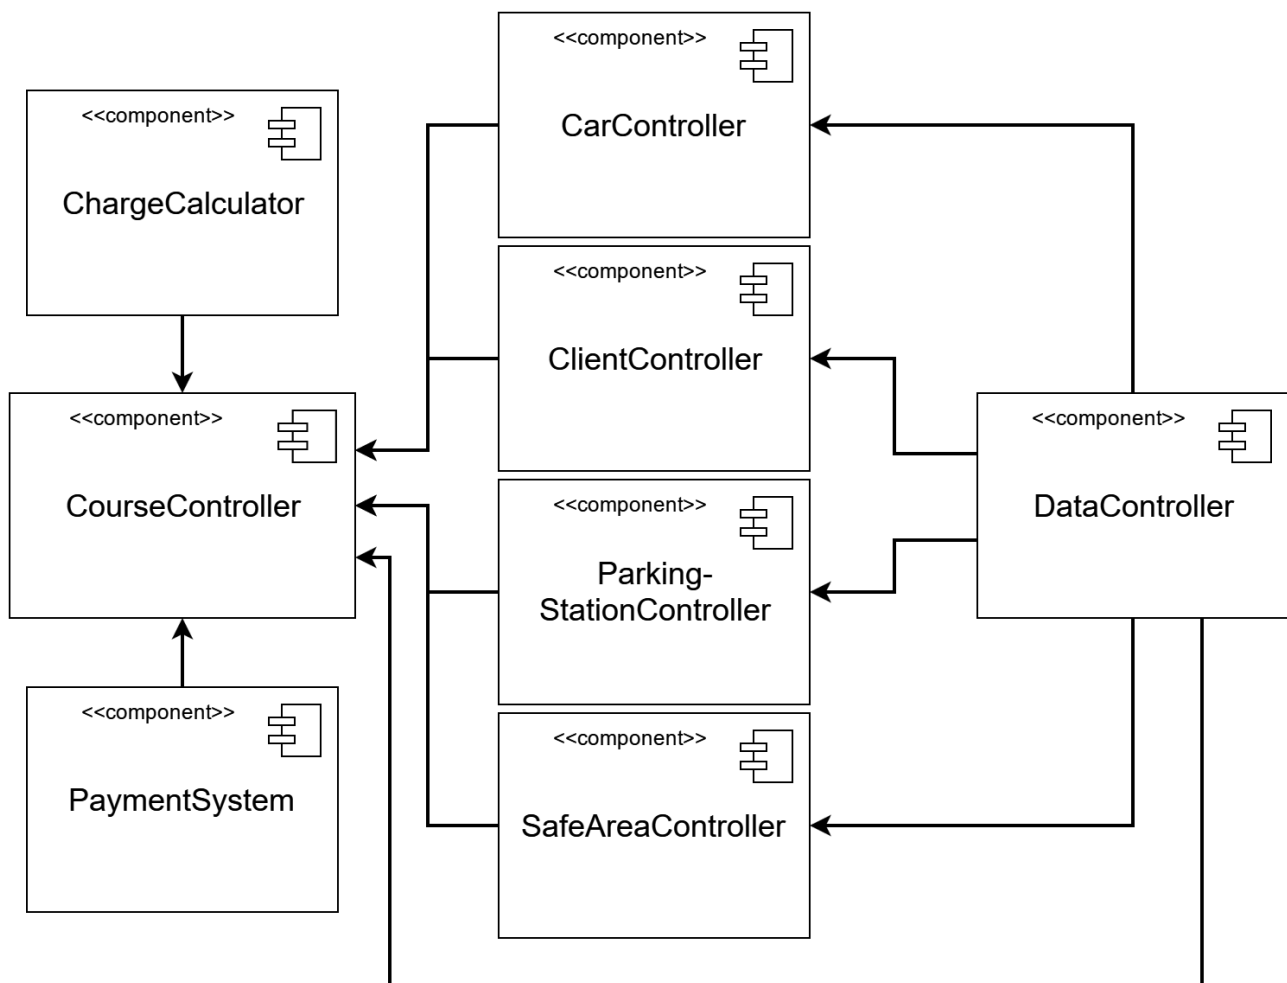 <<component>>
CarController
<<component>>
ChargeCalculator
<<component>>
ClientController
<<component>>
CourseController
<<component>>
DataController
<<component>>
Parking-
StationController
<<component>>
PaymentSystem
<<component>>
SafeAreaController